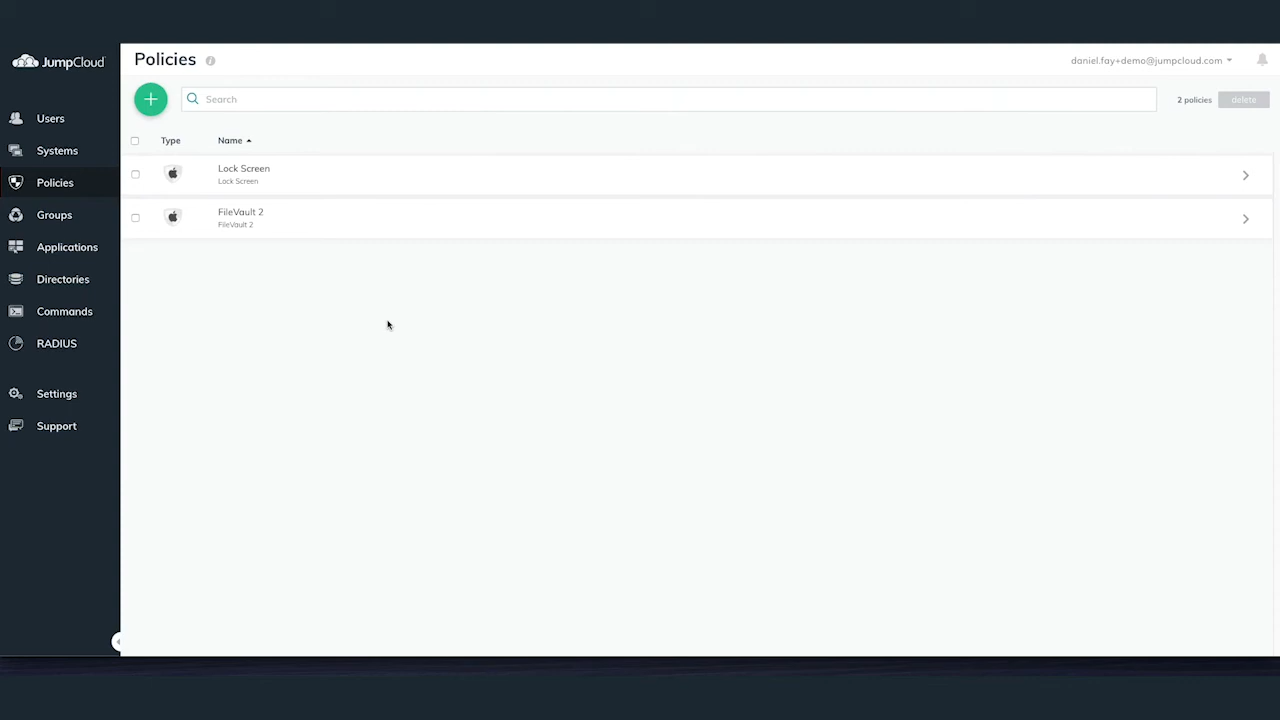 JumpCloud
Policies
daniel.fay+demo@jumpcloud.com
Search
2 policies
delete
Type
Name
Lock Screen
Lock Screen
FileVault 2
FileVault 2
Users
Systems
Policies
Groups
Applications
Directories
Commands
RADIUS
Settings
Support